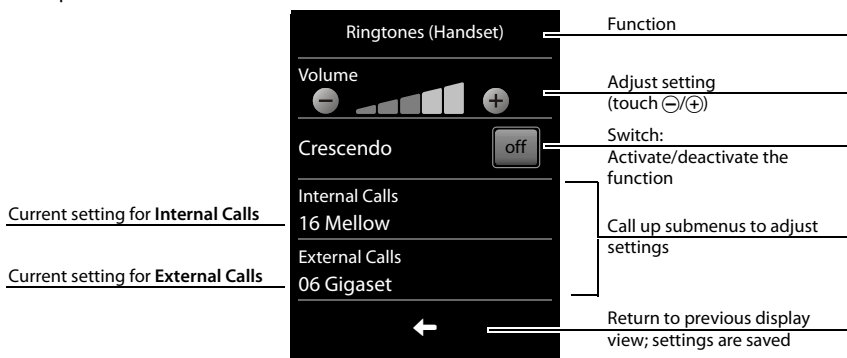 Ringtones (Handset)
Function
Volume
Adjust setting
(touch ⊖/⊕)
Crescendo
off
Switch:
Activate/deactivate the
function
Internal Calls
16 Mellow
Current setting for Internal Calls
Call up submenus to adjust
settings
External Calls
06 Gigaset
Current setting for External Calls
Return to previous display
view; settings are saved